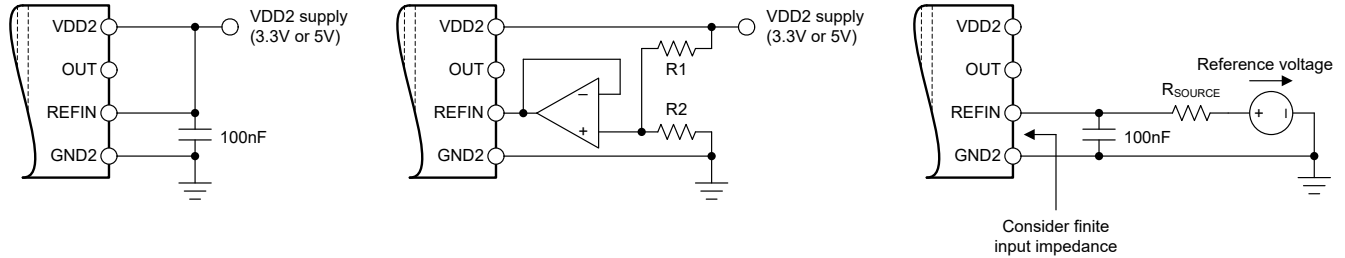 VDD2
OUT
REFIN
GND2
VDD2 supply
(3.3V or 5V)
100nF
VDD2
OUT
REFIN
GND2
−
+
R1
R2
VDD2 supply
(3.3V or 5V)
VDD2
OUT
REFIN
GND2
100nF
RSOURCE
Reference voltage
+
I
Consider finite
input impedance